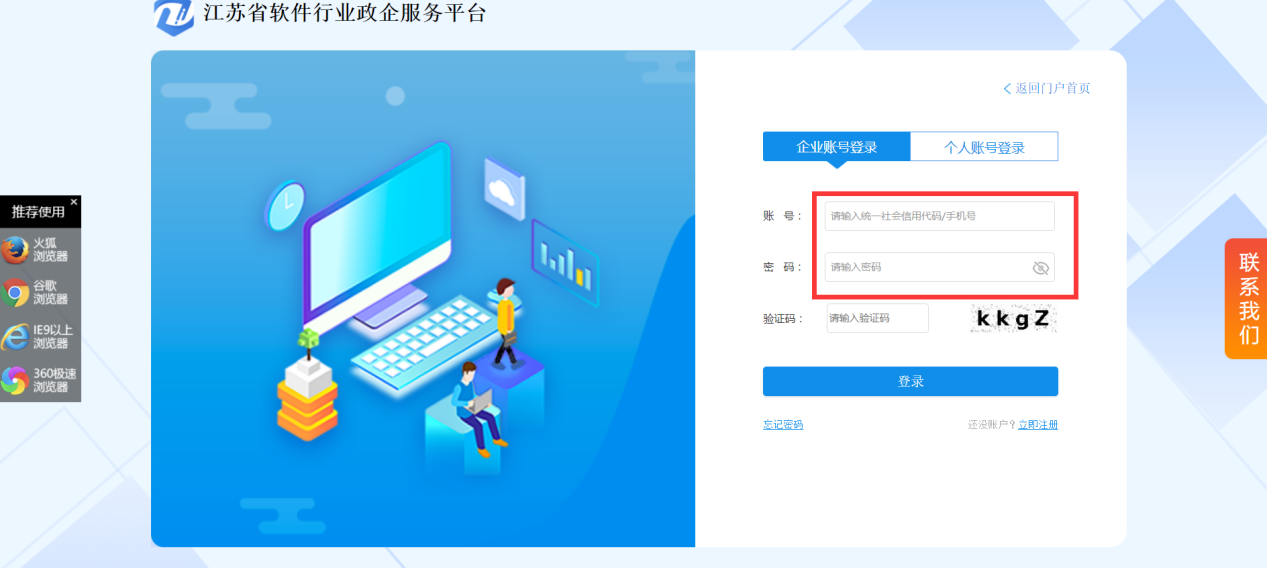 江苏省软件行业政企服务平台
返回门户首页
企业账号登录 个人账号登录
账 号： 请输入统一社会信用代码/手机号
密 码： 请输入密码
验证码： 请输入验证码 kkgZ
登录
忘记密码 还没账户？立即注册
推荐使用 ×
火狐
浏览器
谷歌
浏览器
IE9以上
浏览器
360极速
浏览器
联
系
我
们